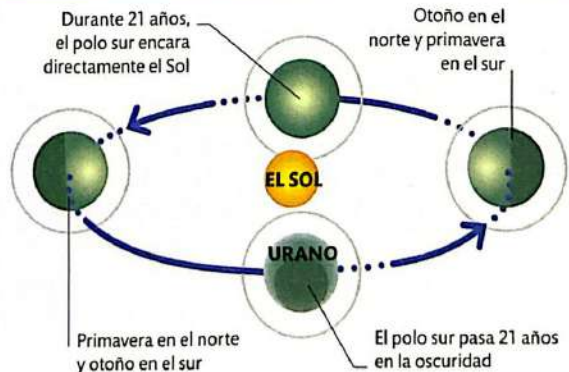 Durante 21 años,
el polo sur encara
directamente el Sol
Otoño en el
norte y primavera
en el sur
EL SOL
URANO
Primavera en el norte
y otoño en el sur
El polo sur pasa 21 años
en la oscuridad